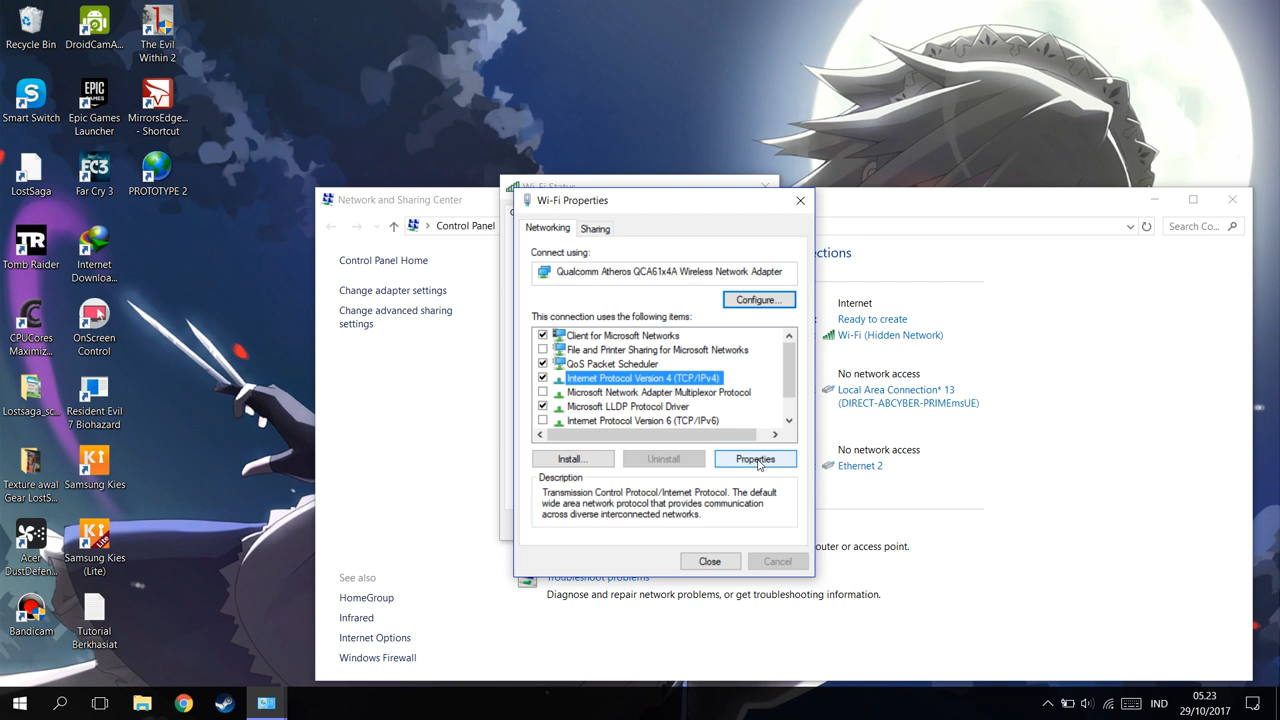 Recycle Bin
DroidCamA...
The Evil
Within 2
Smart Switch
Epic Games
Launcher
MirrorsEdge...
- Shortcut
LostSaga
Far Cry 3
PROTOTYPE 2
Tomb Raider
Internet
Downloa...
CPUCores
Maximiz...
OnScreen
Control
Lostsaga_sc...
Resident Evil
7 Biohazard
Texture awal
Gear LostS...
Samsung Kies
Acer
DustDefen...
Samsung Kies
(Lite)
Bandicam
Tutorial
Berkhasiat
Network and Sharing Center
Control Panel
Search Co...
Control Panel Home
Change adapter settings
Change advanced sharing
settings
See also
HomeGroup
Infrared
Internet Options
Windows Firewall
Wi-Fi Status
Wi-Fi Properties
Networking
Sharing
Connect using:
Qualcomm Atheros QCA61x4A Wireless Network Adapter
Configure...
This connection uses the following items:
Client for Microsoft Networks
File and Printer Sharing for Microsoft Networks
QoS Packet Scheduler
Internet Protocol Version 4 (TCP/IPv4)
Microsoft Network Adapter Multiplexor Protocol
Microsoft LLDP Protocol Driver
Internet Protocol Version 6 (TCP/IPv6)
Install...
Uninstall
Properties
Description
Transmission Control Protocol/Internet Protocol. The default
wide area network protocol that provides communication
across diverse interconnected networks.
Close
Cancel
ections
Internet
Ready to create
Wi-Fi (Hidden Network)
No network access
Local Area Connection* 13
(DIRECT-ABCYBER-PRIMEmsUE)
No network access
Ethernet 2
outer or access point.
Troubleshoot problems
Diagnose and repair network problems, or get troubleshooting information.
IND
05.23
29/10/2017